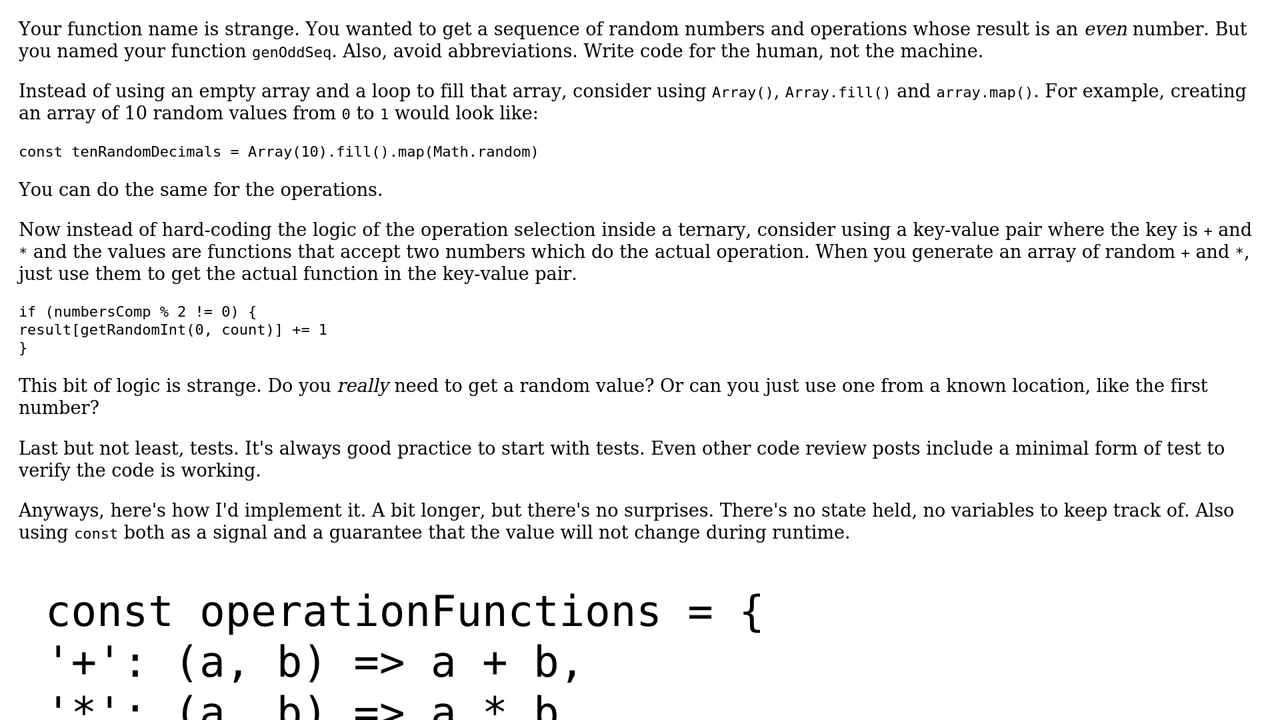 Your function name is strange. You wanted to get a sequence of random numbers and operations whose result is an even number. But
you named your function genOddSeq. Also, avoid abbreviations. Write code for the human, not the machine.
Instead of using an empty array and a loop to fill that array, consider using Array(), Array.fill() and array.map(). For example, creating
an array of 10 random values from 0 to 1 would look like:
const tenRandomDecimals = Array(10).fill().map(Math.random)
You can do the same for the operations.
Now instead of hard-coding the logic of the operation selection inside a ternary, consider using a key-value pair where the key is + and
* and the values are functions that accept two numbers which do the actual operation. When you generate an array of random + and *,
just use them to get the actual function in the key-value pair.
if (numbersComp % 2 != 0) {
result[getRandomInt(0, count)] += 1
}
This bit of logic is strange. Do you really need to get a random value? Or can you just use one from a known location, like the first
number?
Last but not least, tests. It's always good practice to start with tests. Even other code review posts include a minimal form of test to
verify the code is working.
Anyways, here's how I'd implement it. A bit longer, but there's no surprises. There's no state held, no variables to keep track of. Also
using const both as a signal and a guarantee that the value will not change during runtime.
const operationFunctions = {
'+': (a, b) => a + b,
'*': (a, b) => a * b